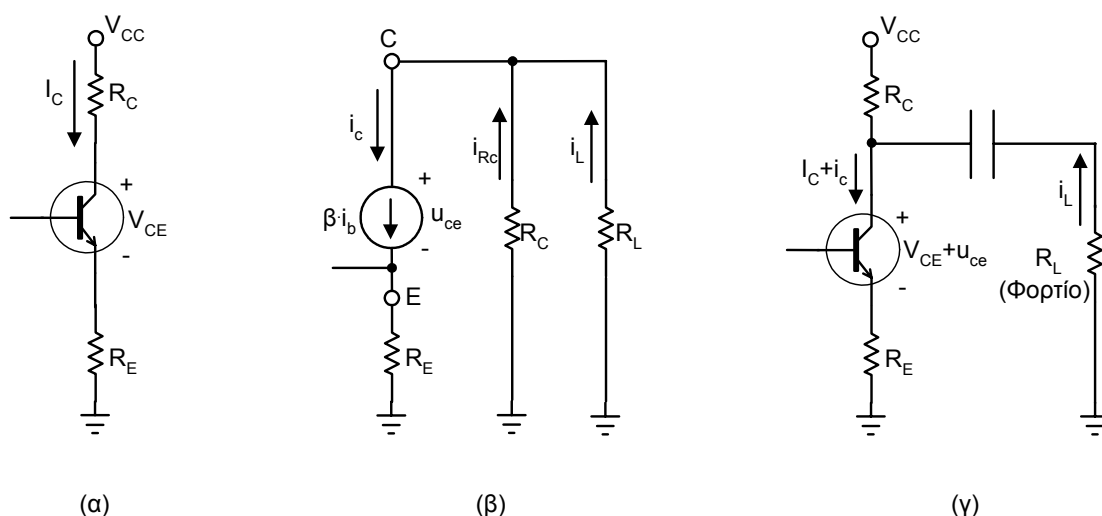 V_CC
I_C
R_C
+
V_CE
-
R_E
(α)
C
i_c
i_Rc
i_L
+
β·i_b
u_ce
-
R_C
R_L
E
R_E
(β)
V_CC
R_C
I_C+i_c
i_L
+
V_CE+u_ce
-
R_L
(Φορτίο)
R_E
(γ)